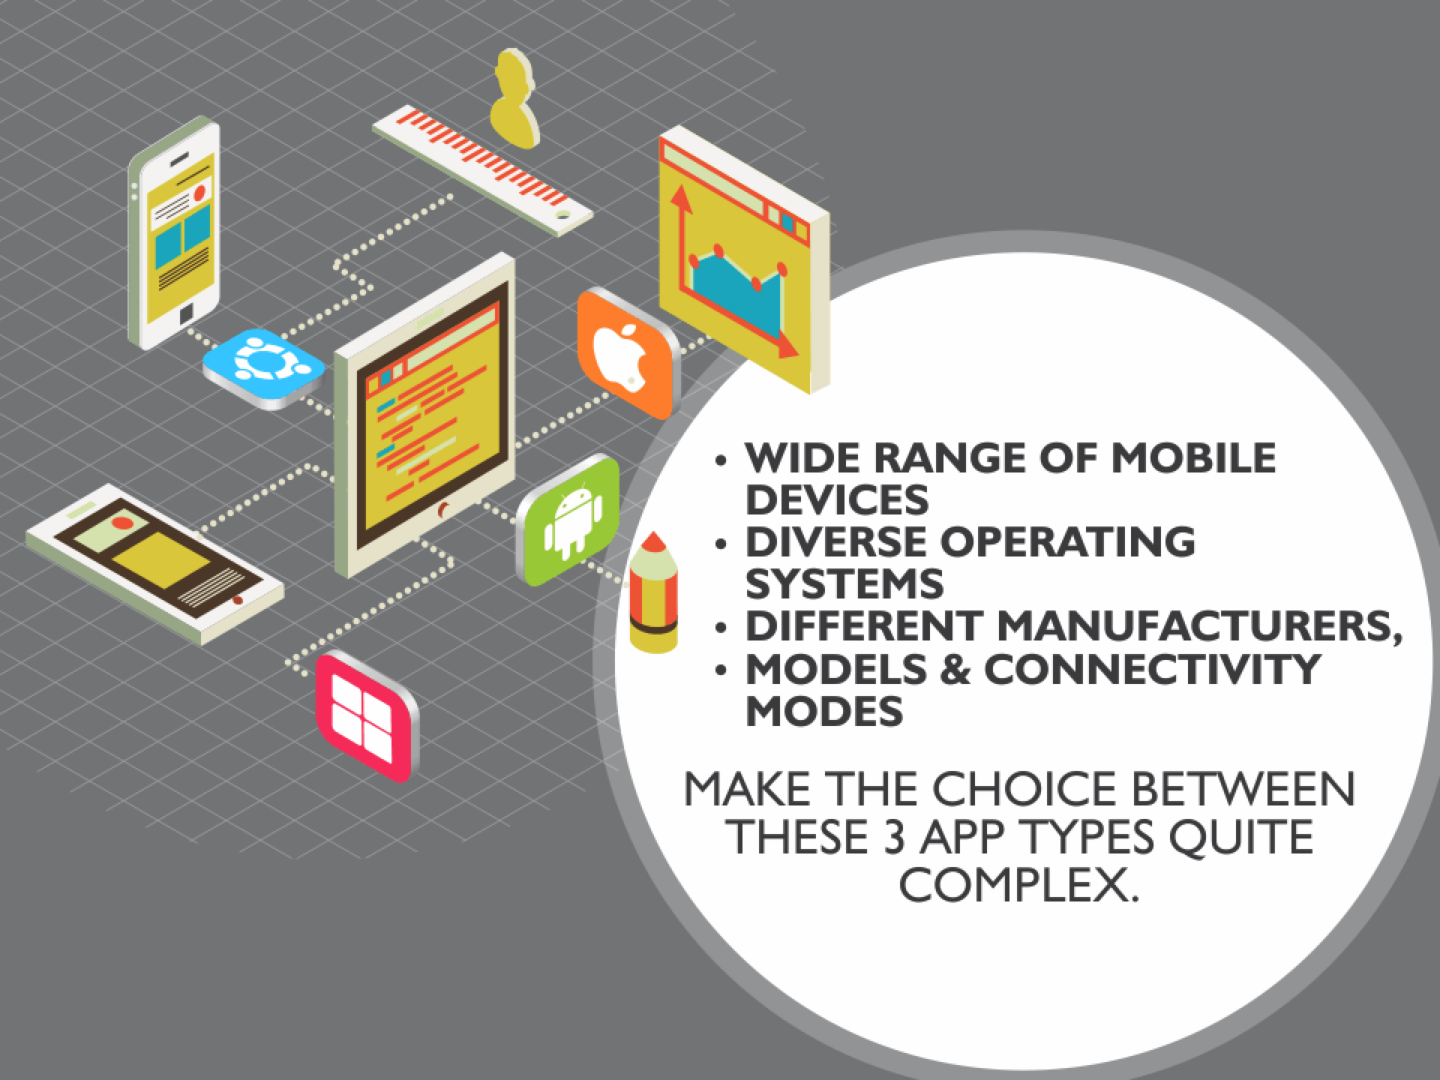 • WIDE RANGE OF MOBILE
DEVICES
• DIVERSE OPERATING
SYSTEMS
• DIFFERENT MANUFACTURERS,
• MODELS & CONNECTIVITY
MODES
MAKE THE CHOICE BETWEEN
THESE 3 APP TYPES QUITE
COMPLEX.